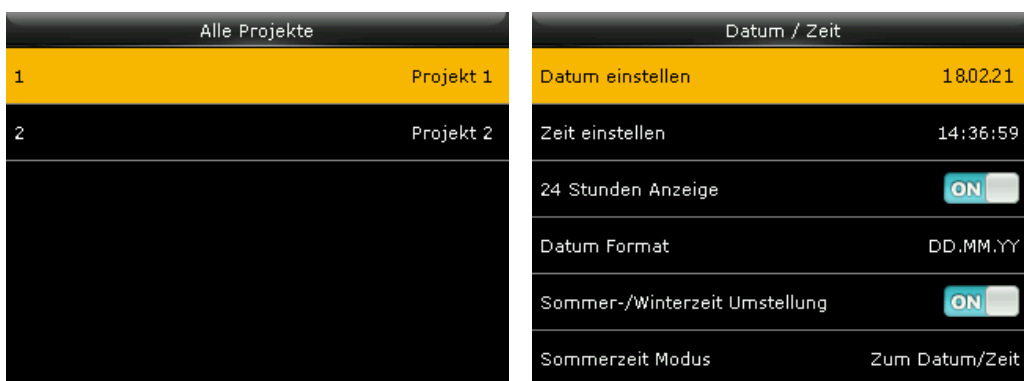 Alle Projekte
1 Projekt 1
2 Projekt 2
Datum / Zeit
Datum einstellen 18.02.21
Zeit einstellen 14:36:59
24 Stunden Anzeige ON
Datum Format DD.MM.YY
Sommer-/Winterzeit Umstellung ON
Sommerzeit Modus Zum Datum/Zeit